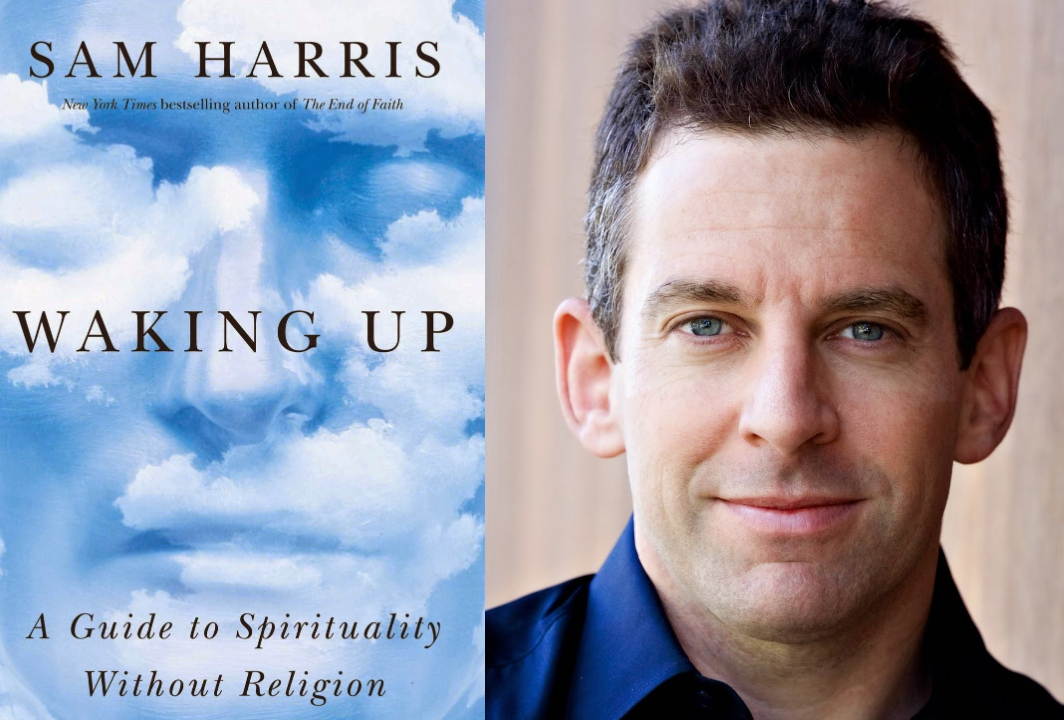 SAM HARRIS
New York Times bestselling author of The End of Faith
WAKING UP
A Guide to Spirituality
Without Religion